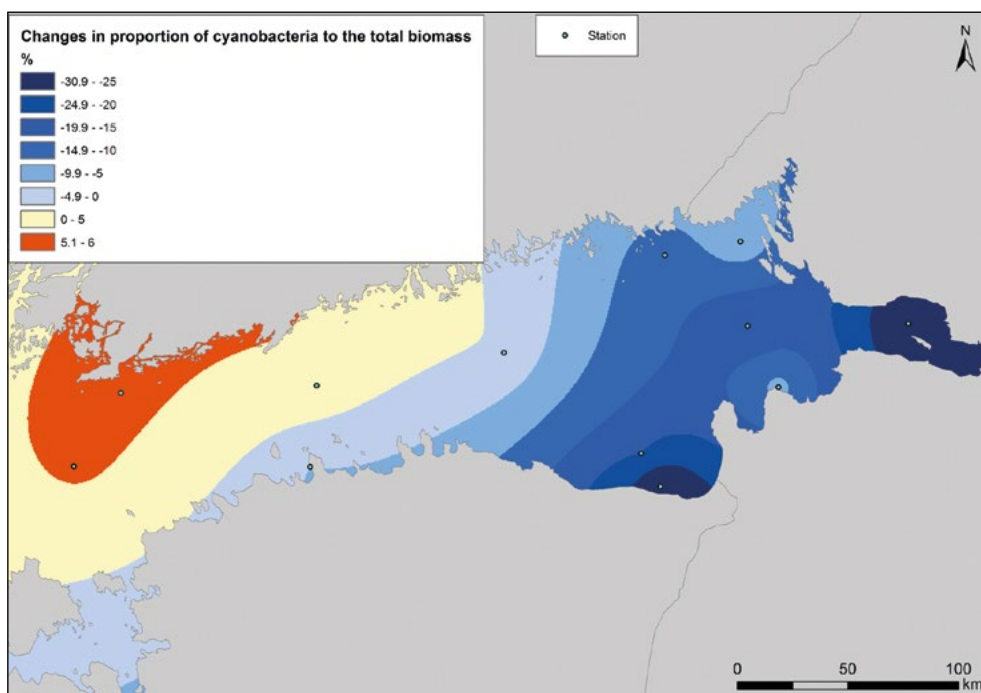 Changes in proportion of cyanobacteria to the total biomass
%
-30.9 - -25
-24.9 - -20
-19.9 - -15
-14.9 - -10
-9.9 - -5
-4.9 - 0
0 - 5
5.1 - 6
Station
N
0 50 100
km